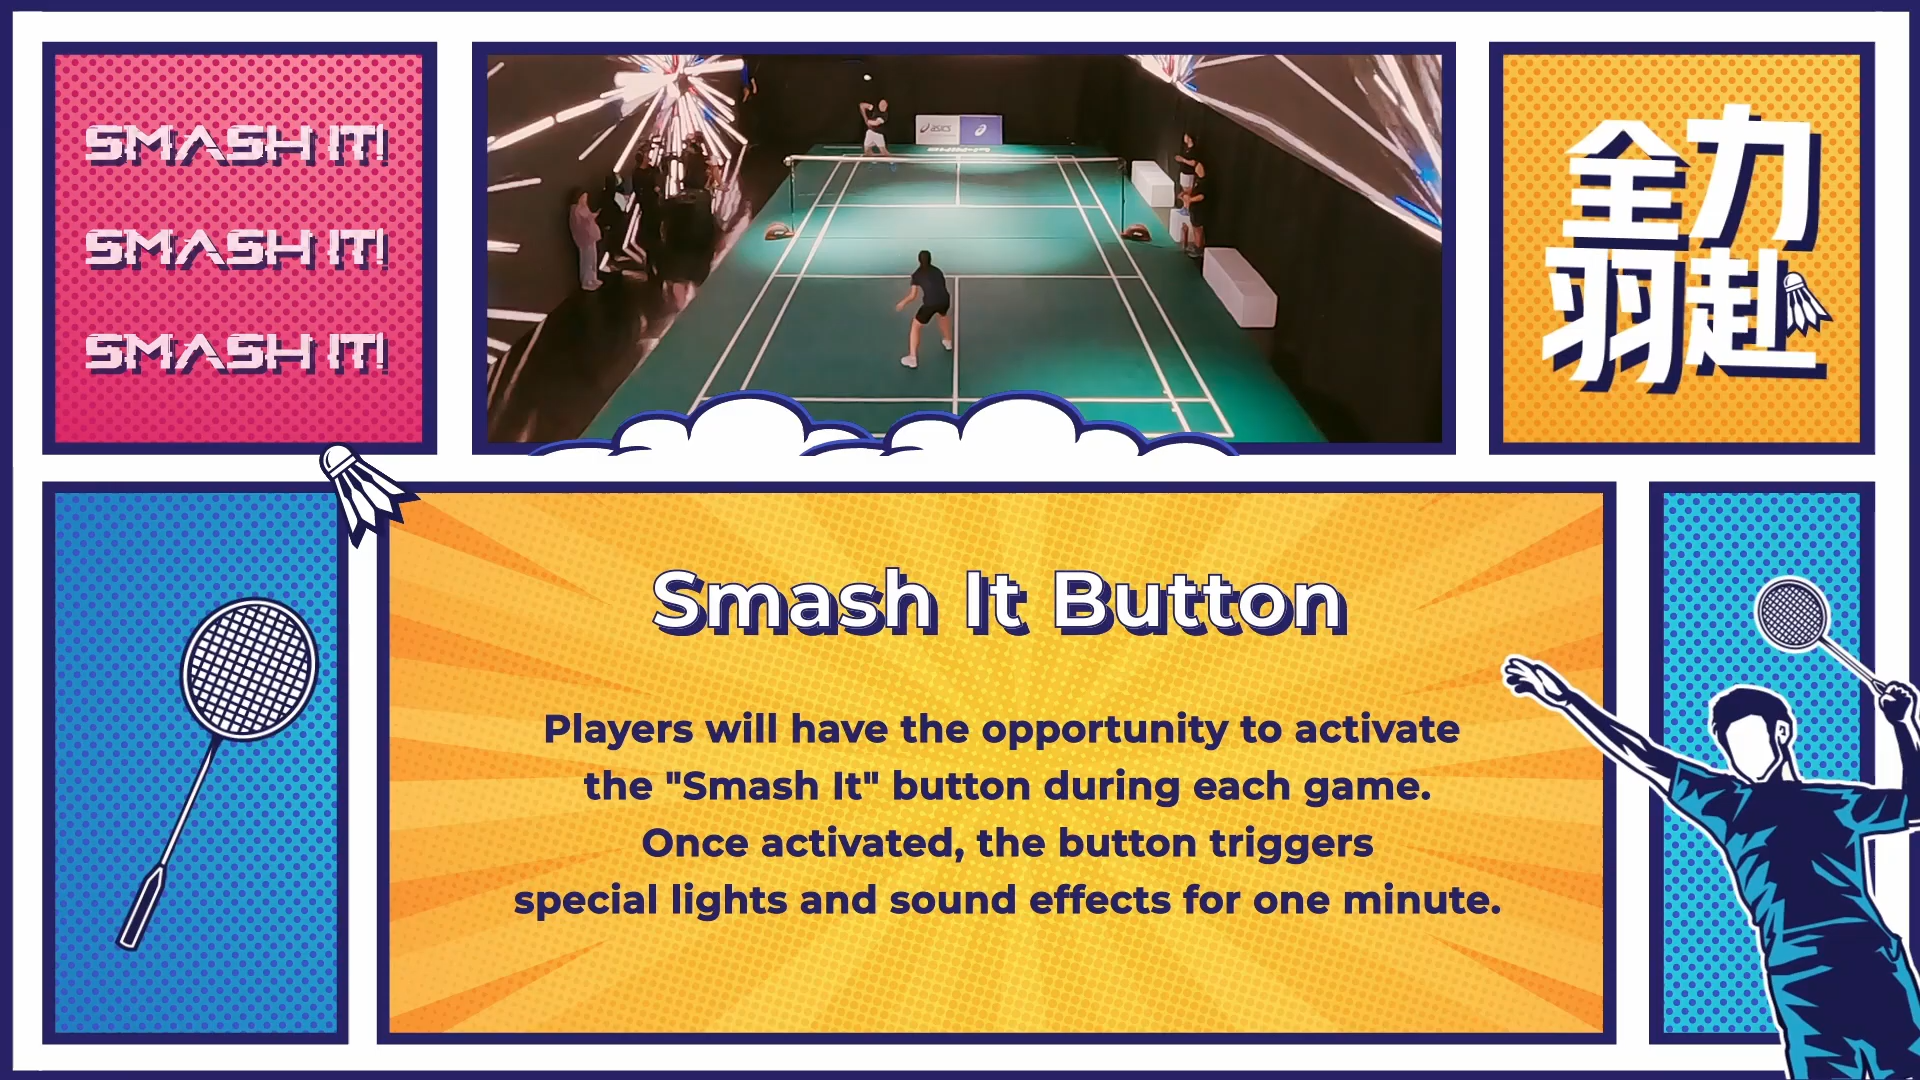 SMASH IT!
SMASH IT!
SMASH IT!
asics
全力
羽赴
Smash It Button
Players will have the opportunity to activate
the "Smash It" button during each game.
Once activated, the button triggers
special lights and sound effects for one minute.